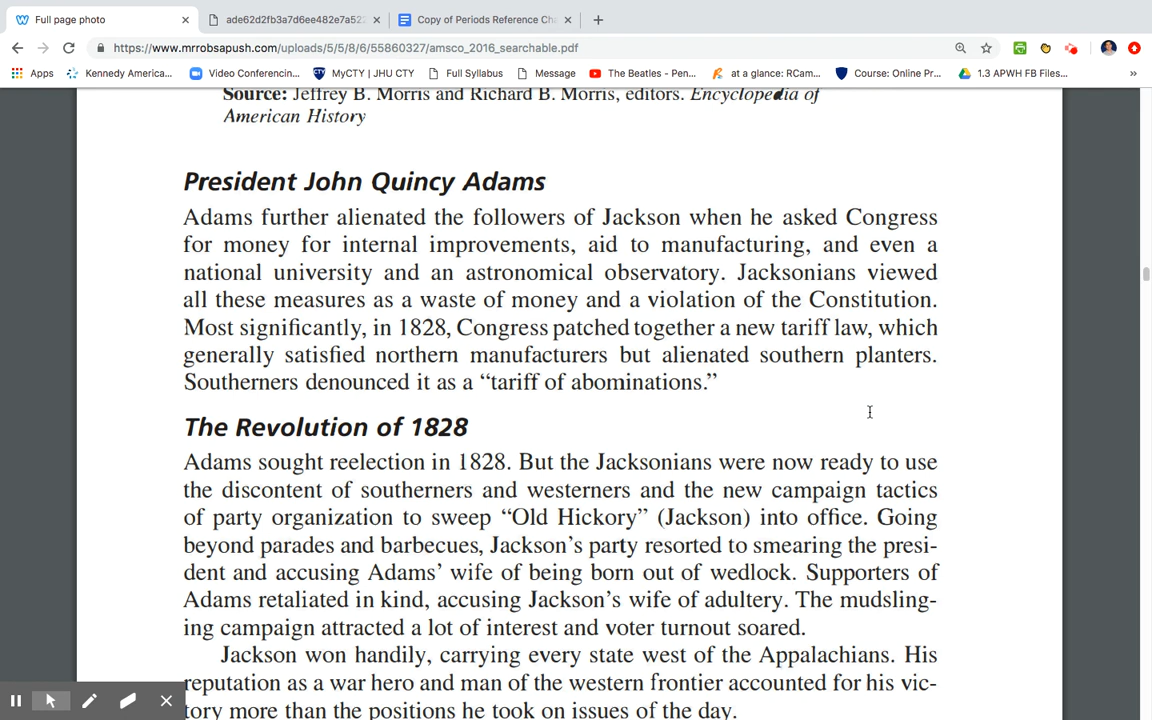 Full page photo
ade62d2fb3a7d6ee482e7a522
Copy of Periods Reference Cha
https://www.mrrobsapush.com/uploads/5/5/8/6/55860327/amsco_2016_searchable.pdf
Apps
Kennedy America...
Video Conferencin...
MyCTY | JHU CTY
Full Syllabus
Message
The Beatles - Pen...
at a glance: RCam...
Course: Online Pr...
1.3 APWH FB Files...
»
Source: Jeffrey B. Morris and Richard B. Morris, editors. Encyclopedia of
American History
President John Quincy Adams
Adams further alienated the followers of Jackson when he asked Congress
for money for internal improvements, aid to manufacturing, and even a
national university and an astronomical observatory. Jacksonians viewed
all these measures as a waste of money and a violation of the Constitution.
Most significantly, in 1828, Congress patched together a new tariff law, which
generally satisfied northern manufacturers but alienated southern planters.
Southerners denounced it as a “tariff of abominations.”
The Revolution of 1828
Adams sought reelection in 1828. But the Jacksonians were now ready to use
the discontent of southerners and westerners and the new campaign tactics
of party organization to sweep “Old Hickory” (Jackson) into office. Going
beyond parades and barbecues, Jackson’s party resorted to smearing the presi-
dent and accusing Adams’ wife of being born out of wedlock. Supporters of
Adams retaliated in kind, accusing Jackson’s wife of adultery. The mudsling-
ing campaign attracted a lot of interest and voter turnout soared.
Jackson won handily, carrying every state west of the Appalachians. His
reputation as a war hero and man of the western frontier accounted for his vic-
tory more than the positions he took on issues of the day.